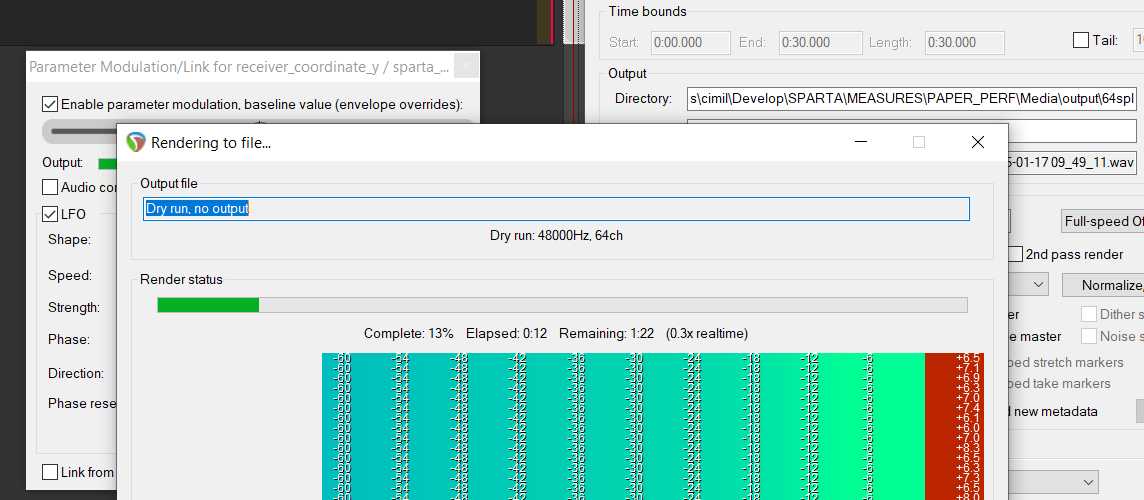 Time bounds
Start: 0:00.000 End: 0:30.000 Length: 0:30.000 Tail:
Parameter Modulation/Link for receiver_coordinate_y / sparta_...
Output
Enable parameter modulation, baseline value (envelope overrides):
Directory: s\cimil\Develop\SPARTA\MEASURES\PAPER_PERF\Media\output\64spl
Rendering to file...
Output:
5-01-17 09_49_11.wav
Audio
Output file
LFO
Dry run, no output
Full-speed
Shape:
Dry run: 48000Hz, 64ch
2nd pass render
Speed:
Render status
Normalize,
Strength:
Dither
Phase:
Complete: 13% Elapsed: 0:12 Remaining: 1:22 (0.3x realtime)
master Noise
-60 -54 -48 -42 -36 -30 -24 -18 -12 -6 +6.5
stretch markers
-60 -54 -48 -42 -36 -30 -24 -18 -12 -6 +7.1
Direction:
-60 -54 -48 -42 -36 -30 -24 -18 -12 -6 +6.9
take markers
-60 -54 -48 -42 -36 -30 -24 -18 -12 -6 +6.3
-60 -54 -48 -42 -36 -30 -24 -18 -12 -6 +7.0
Phase
-60 -54 -48 -42 -36 -30 -24 -18 -12 -6 +7.4
new metadata
-60 -54 -48 -42 -36 -30 -24 -18 -12 -6 +6.1
-60 -54 -48 -42 -36 -30 -24 -18 -12 -6 +6.0
-60 -54 -48 -42 -36 -30 -24 -18 -12 -6 +7.0
-60 -54 -48 -42 -36 -30 -24 -18 -12 -6 +8.3
-60 -54 -48 -42 -36 -30 -24 -18 -12 -6 +6.5
-60 -54 -48 -42 -36 -30 -24 -18 -12 -6 +6.3
Link from
-60 -54 -48 -42 -36 -30 -24 -18 -12 -6 +7.3
-60 -54 -48 -42 -36 -30 -24 -18 -12 -6 +6.5
-60 -54 -48 -42 -36 -30 -24 -18 -12 -6 +8.0